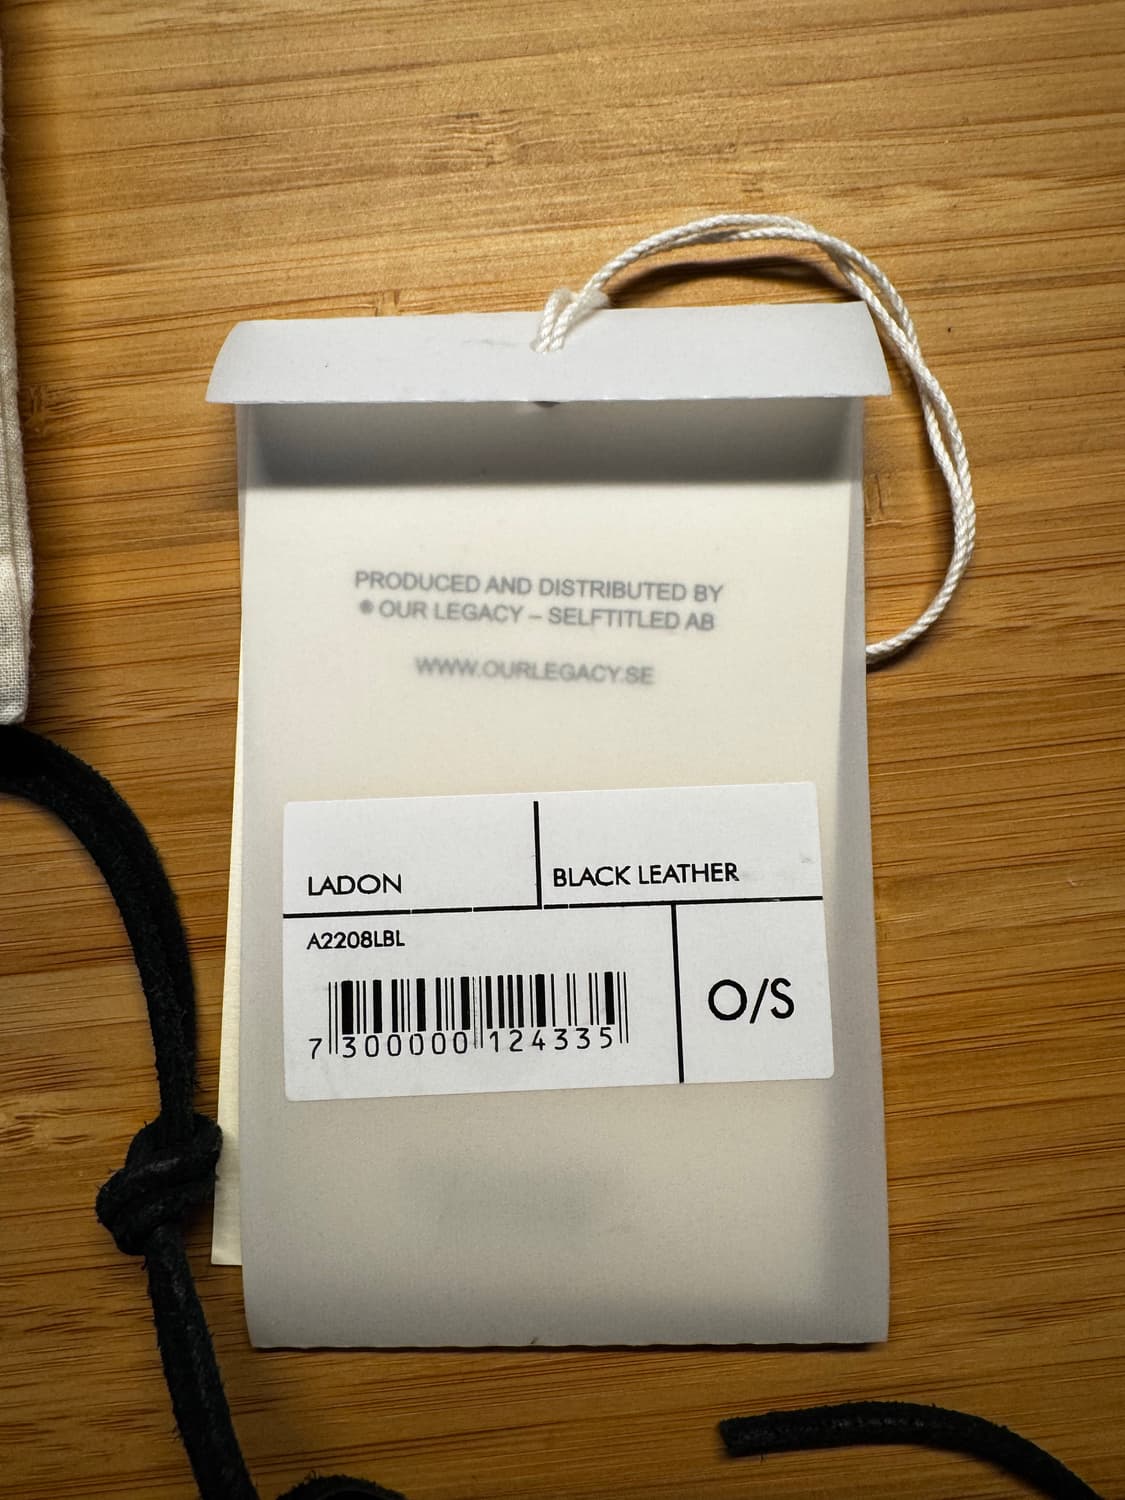 PRODUCED AND DISTRIBUTED BY
® OUR LEGACY – SELFTITLED AB
WWW.OURLEGACY.SE
LADON
BLACK LEATHER
A2208LBL
O/S
7 300000 124335